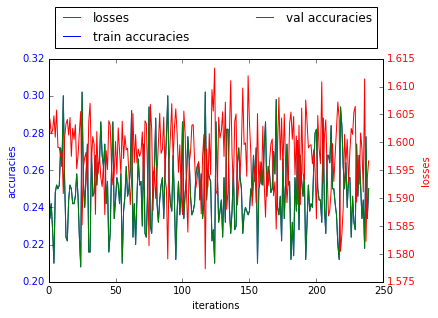 losses val accuracies
train accuracies
0.32 1.615
0.30 1.610
1.605
0.28 1.600
0.26 1.595
0.24 1.590
1.585
0.22 1.580
0.20 1.575
accuracies
losses
0 50 100 150 200 250
iterations